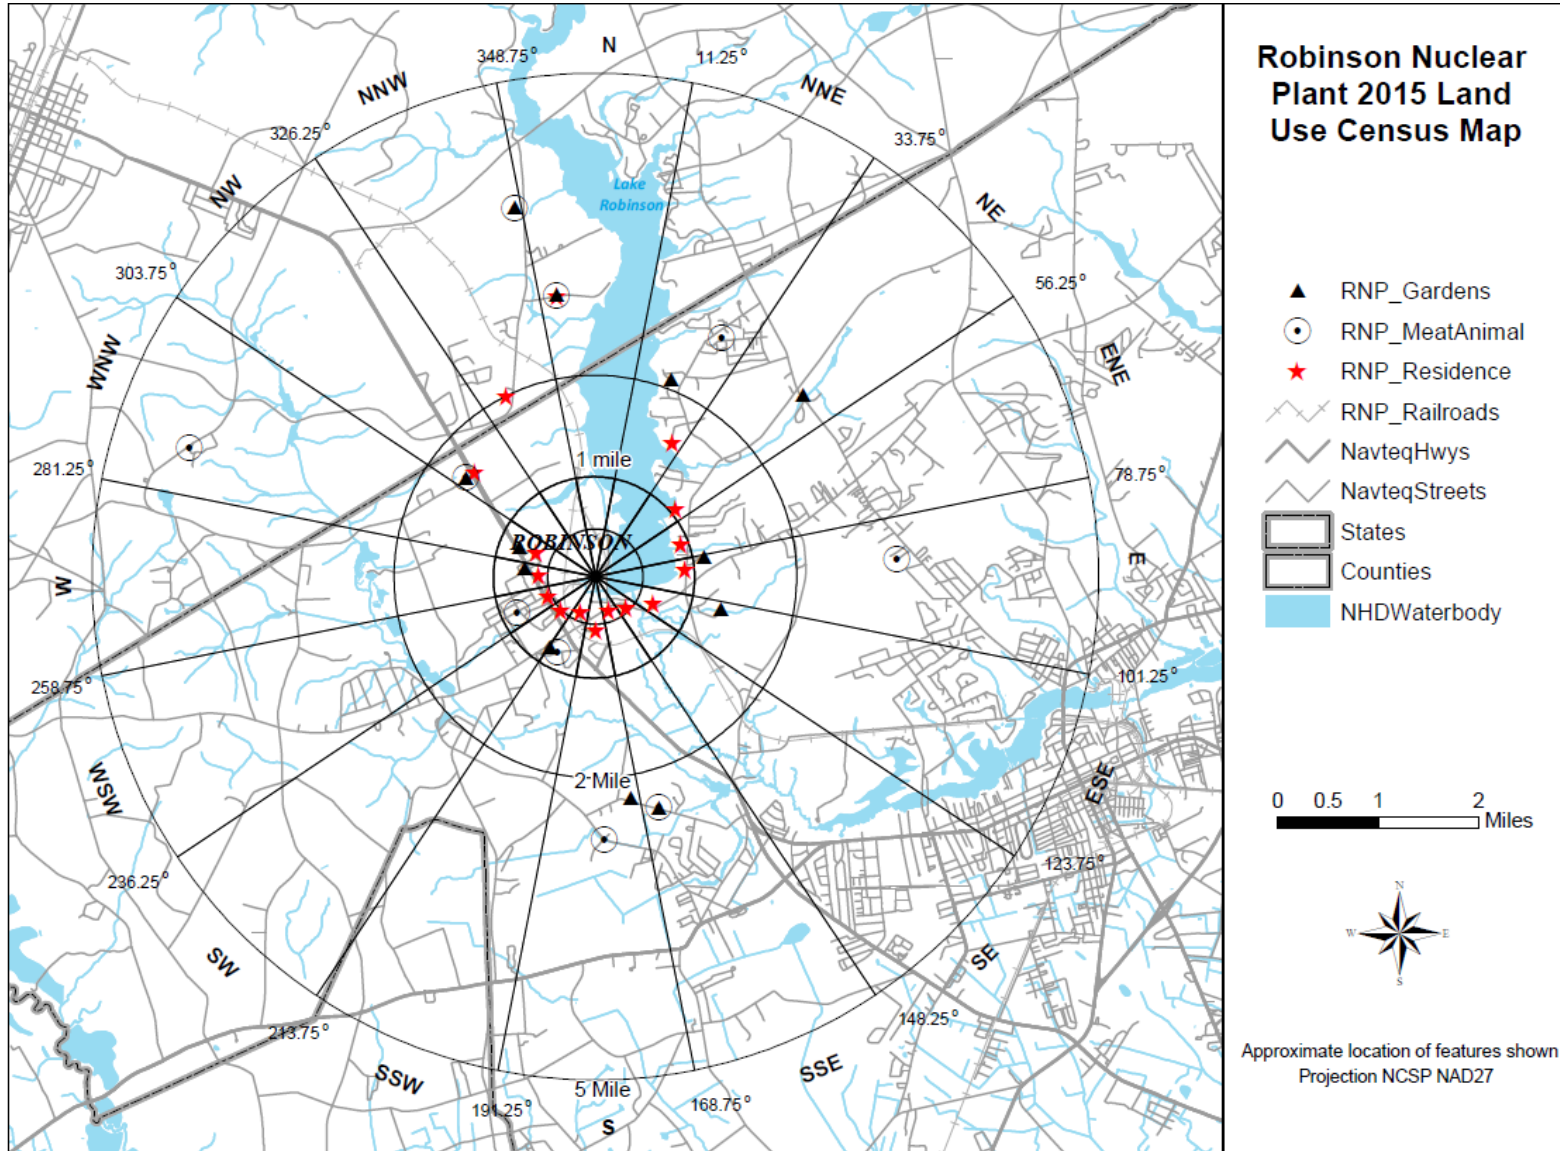 Robinson Nuclear
Plant 2015 Land
Use Census Map
N
348.75°
11.25°
NNW
NNE
326.25°
33.75°
NW
Lake
Robinson
NE
303.75°
56.25°
WNW
ENE
281.25°
1 mile
78.75°
ROBINSON
W
E
258.75°
101.25°
WSW
2 Mile
ESE
236.25°
123.75°
SW
SE
213.75°
148.25°
SSW
SSE
191.25°
5 Mile
168.75°
S
RNP_Gardens
RNP_MeatAnimal
RNP_Residence
RNP_Railroads
NavteqHwys
NavteqStreets
States
Counties
NHDWaterbody
0 0.5 1 2
Miles
N
W E
S
Approximate location of features shown
Projection NCSP NAD27